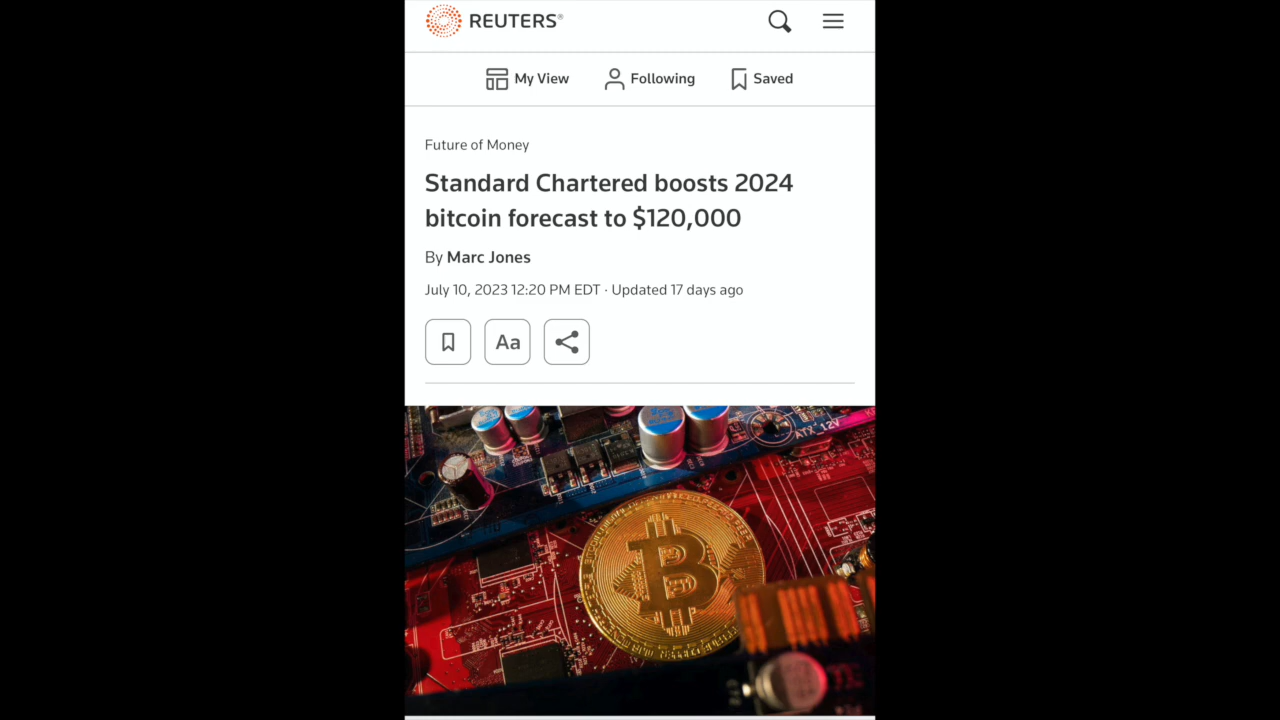 REUTERS®
My View Following Saved
Future of Money
Standard Chartered boosts 2024
bitcoin forecast to $120,000
By Marc Jones
July 10, 2023 12:20 PM EDT · Updated 17 days ago
Aa
ATX_12V